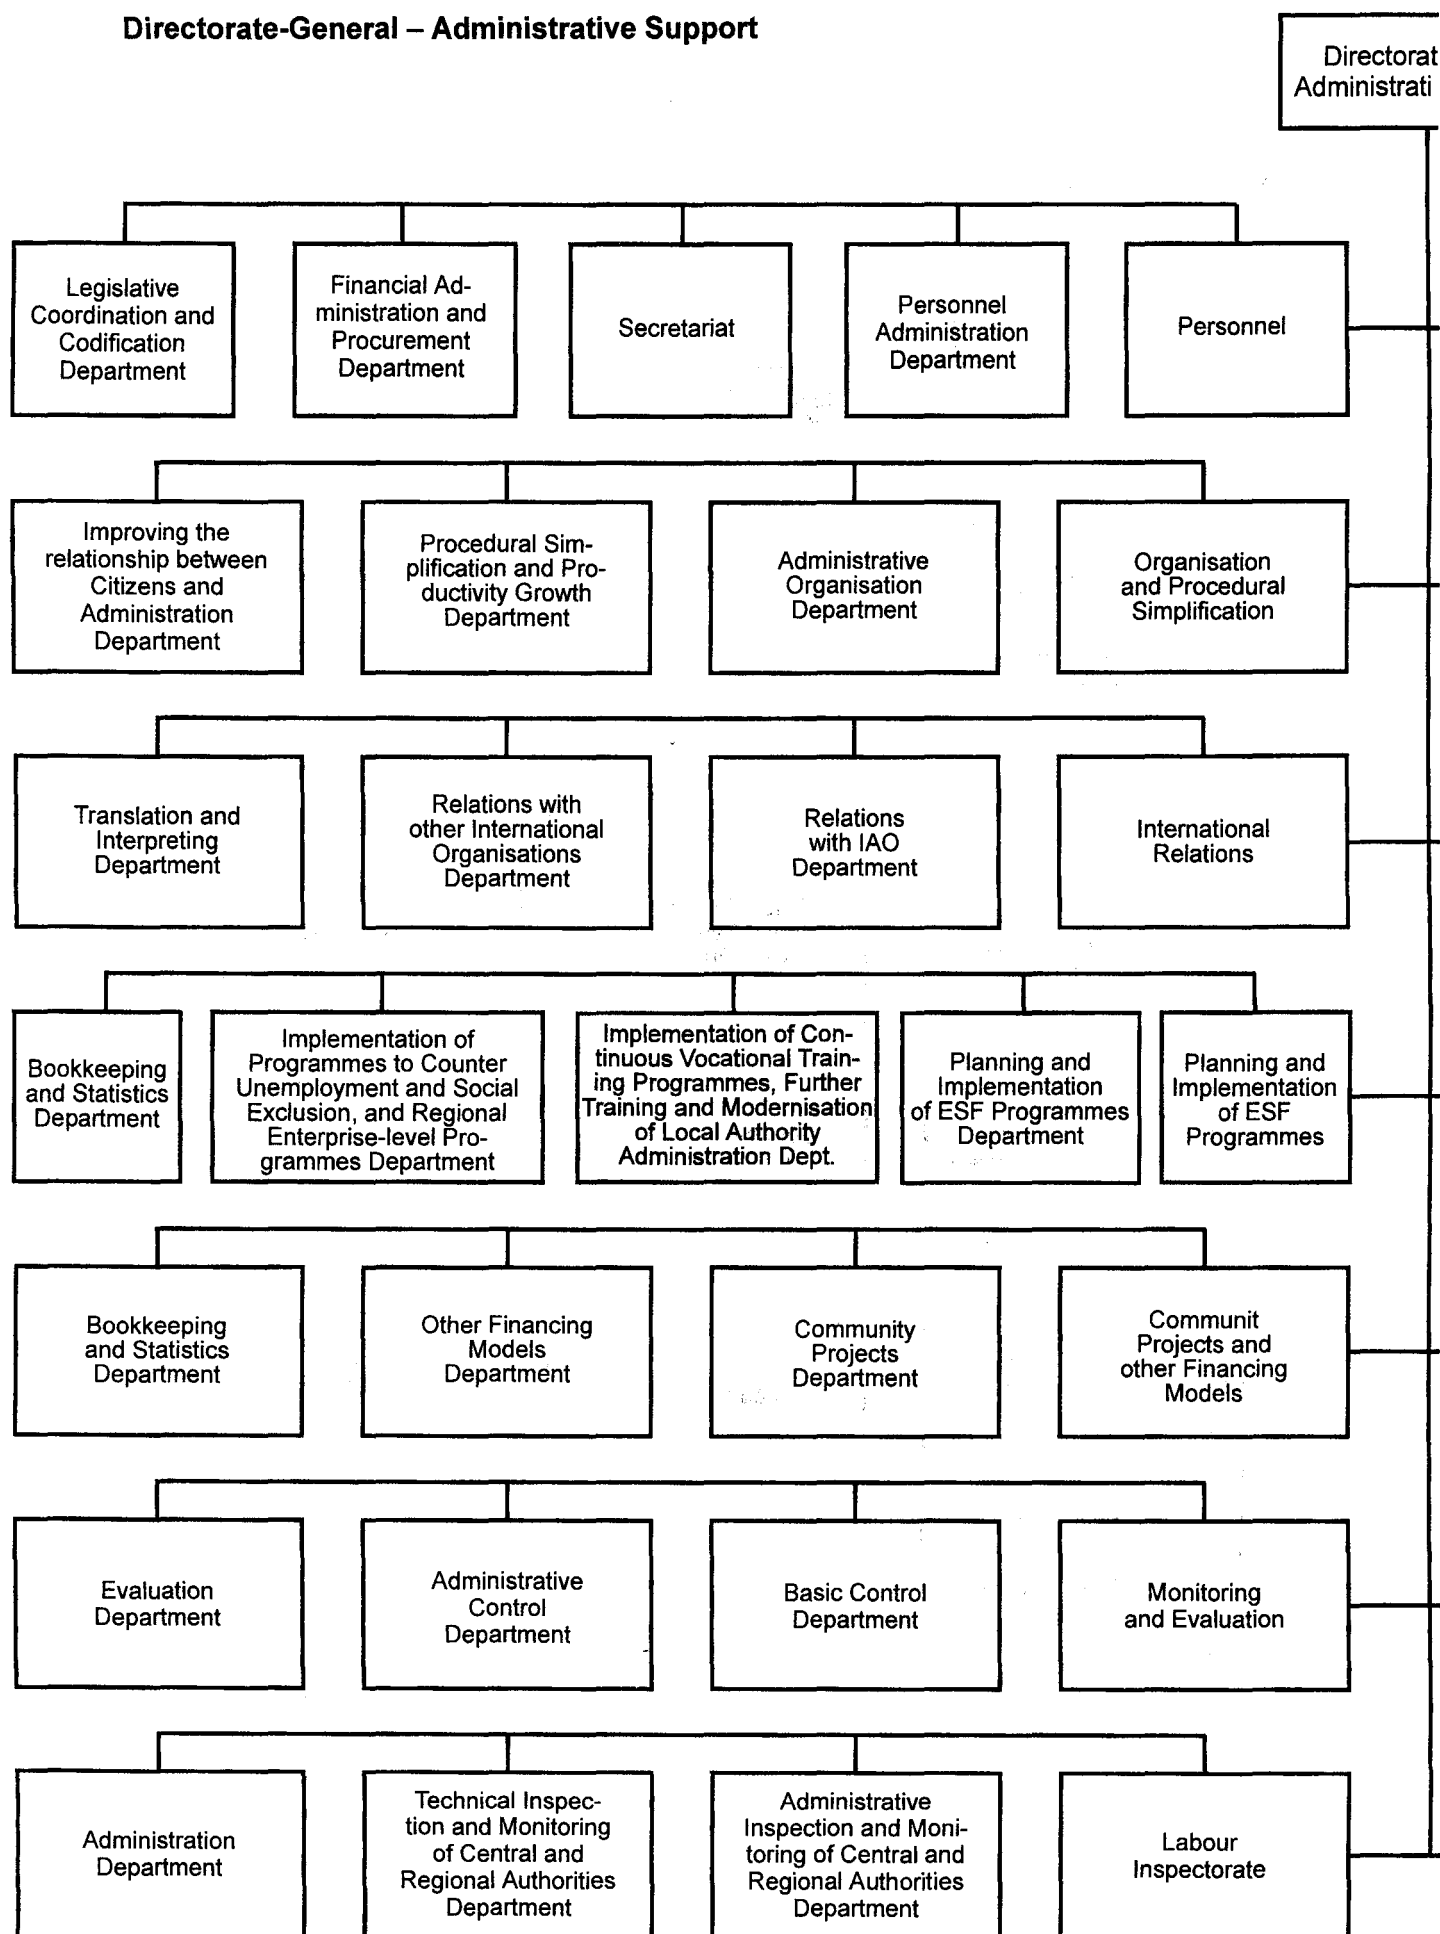 Directorate-General – Administrative Support
Directorat
Administrati
Legislative
Coordination and
Codification
Department
Financial Ad-
ministration and
Procurement
Department
Secretariat
Personnel
Administration
Department
Personnel
Improving the
relationship between
Citizens and
Administration
Department
Procedural Sim-
plification and Pro-
ductivity Growth
Department
Administrative
Organisation
Department
Organisation
and Procedural
Simplification
Translation and
Interpreting
Department
Relations with
other International
Organisations
Department
Relations
with IAO
Department
International
Relations
Bookkeeping
and Statistics
Department
Implementation of
Programmes to Counter
Unemployment and Social
Exclusion, and Regional
Enterprise-level Pro-
grammes Department
Implementation of Con-
tinuous Vocational Train-
ing Programmes, Further
Training and Modernisation
of Local Authority
Administration Dept.
Planning and
Implementation
of ESF Programmes
Department
Planning and
Implementation
of ESF
Programmes
Bookkeeping
and Statistics
Department
Other Financing
Models
Department
Community
Projects
Department
Communit
Projects and
other Financing
Models
Evaluation
Department
Administrative
Control
Department
Basic Control
Department
Monitoring
and Evaluation
Administration
Department
Technical Inspec-
tion and Monitoring
of Central and
Regional Authorities
Department
Administrative
Inspection and Moni-
toring of Central and
Regional Authorities
Department
Labour
Inspectorate